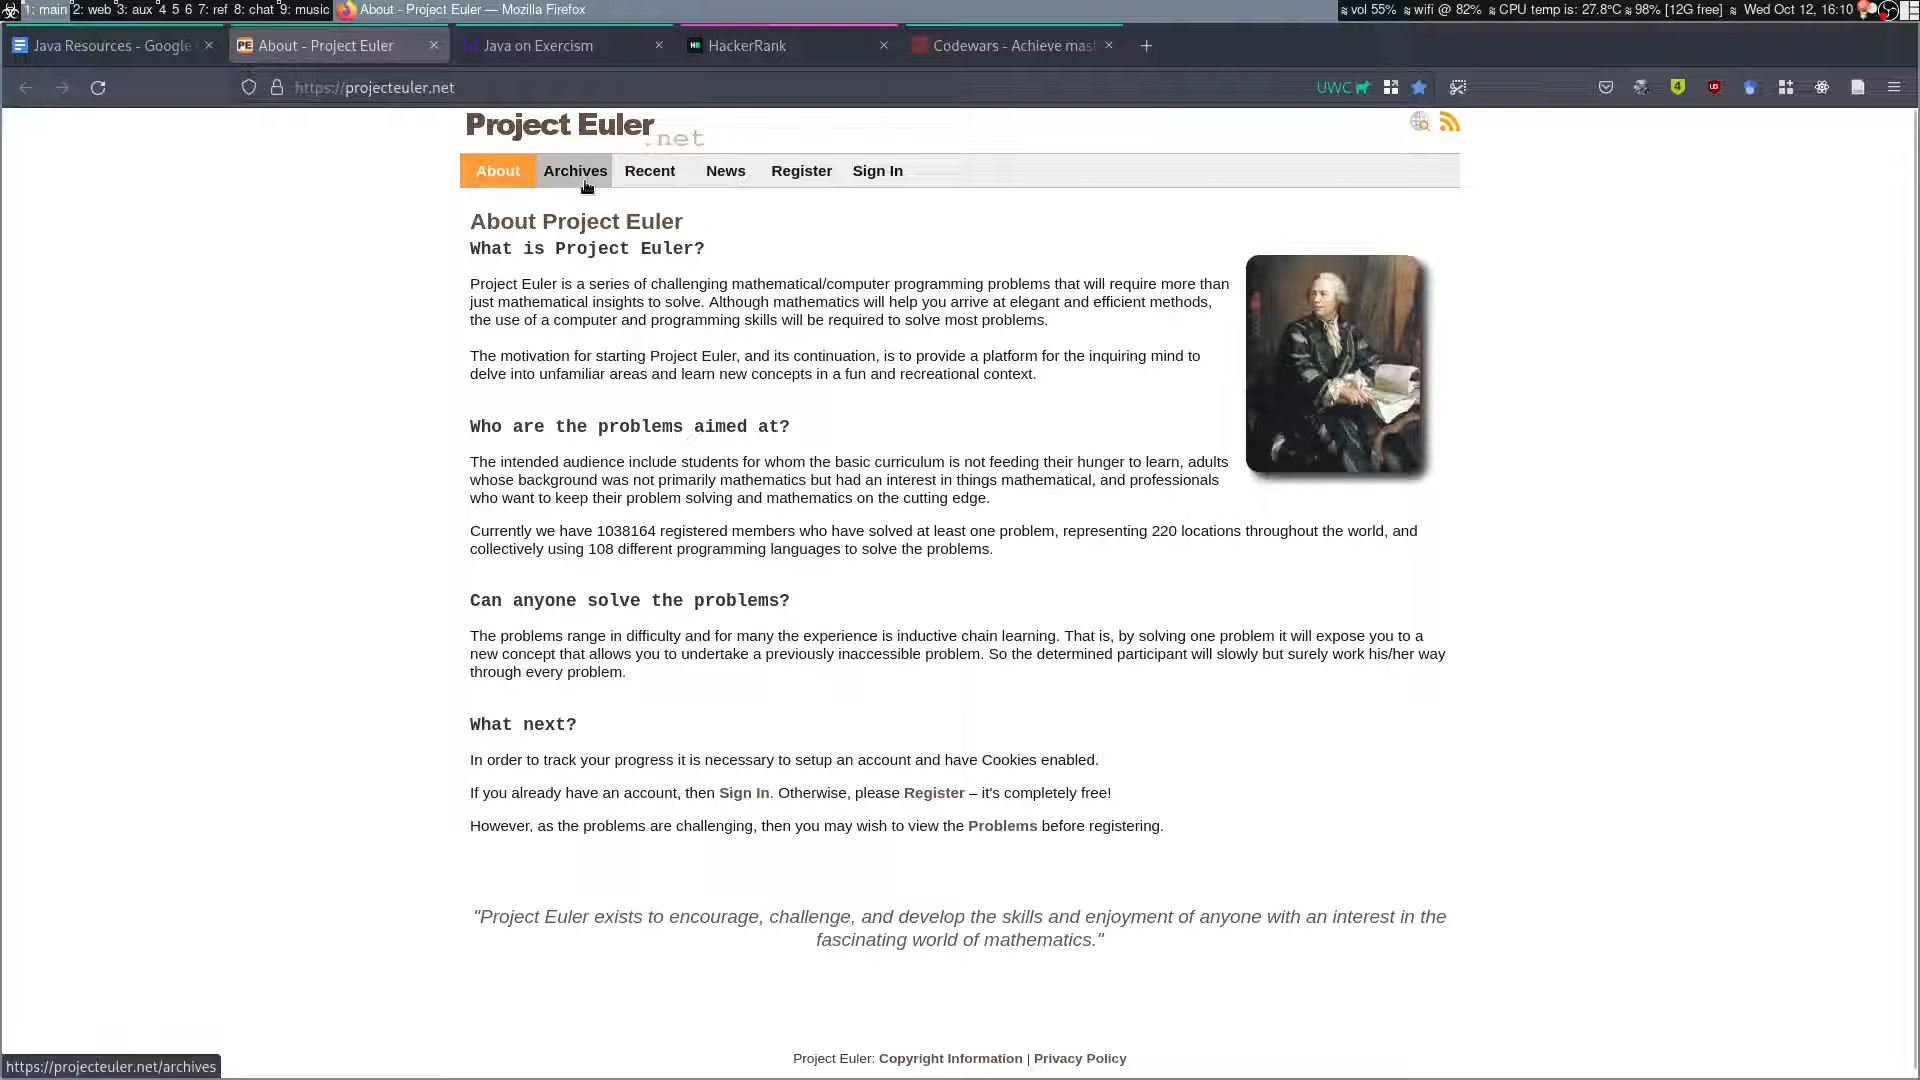 1: main 2: web 3: aux 4 5 6 7: ref 8: chat 9: music About - Project Euler — Mozilla Firefox vol 55% wifi @ 82% CPU temp is: 27.8°C 98% [12G free] Wed Oct 12, 16:10
Java Resources - Google About - Project Euler Java on Exercism HackerRank Codewars - Achieve mas
https://projecteuler.net UWC
Project Euler
.net
About Archives Recent News Register Sign In
About Project Euler
What is Project Euler?
Project Euler is a series of challenging mathematical/computer programming problems that will require more than
just mathematical insights to solve. Although mathematics will help you arrive at elegant and efficient methods,
the use of a computer and programming skills will be required to solve most problems.
The motivation for starting Project Euler, and its continuation, is to provide a platform for the inquiring mind to
delve into unfamiliar areas and learn new concepts in a fun and recreational context.
Who are the problems aimed at?
The intended audience include students for whom the basic curriculum is not feeding their hunger to learn, adults
whose background was not primarily mathematics but had an interest in things mathematical, and professionals
who want to keep their problem solving and mathematics on the cutting edge.
Currently we have 1038164 registered members who have solved at least one problem, representing 220 locations throughout the world, and
collectively using 108 different programming languages to solve the problems.
Can anyone solve the problems?
The problems range in difficulty and for many the experience is inductive chain learning. That is, by solving one problem it will expose you to a
new concept that allows you to undertake a previously inaccessible problem. So the determined participant will slowly but surely work his/her way
through every problem.
What next?
In order to track your progress it is necessary to setup an account and have Cookies enabled.
If you already have an account, then Sign In. Otherwise, please Register – it's completely free!
However, as the problems are challenging, then you may wish to view the Problems before registering.
"Project Euler exists to encourage, challenge, and develop the skills and enjoyment of anyone with an interest in the
fascinating world of mathematics."
Project Euler: Copyright Information | Privacy Policy
https://projecteuler.net/archives